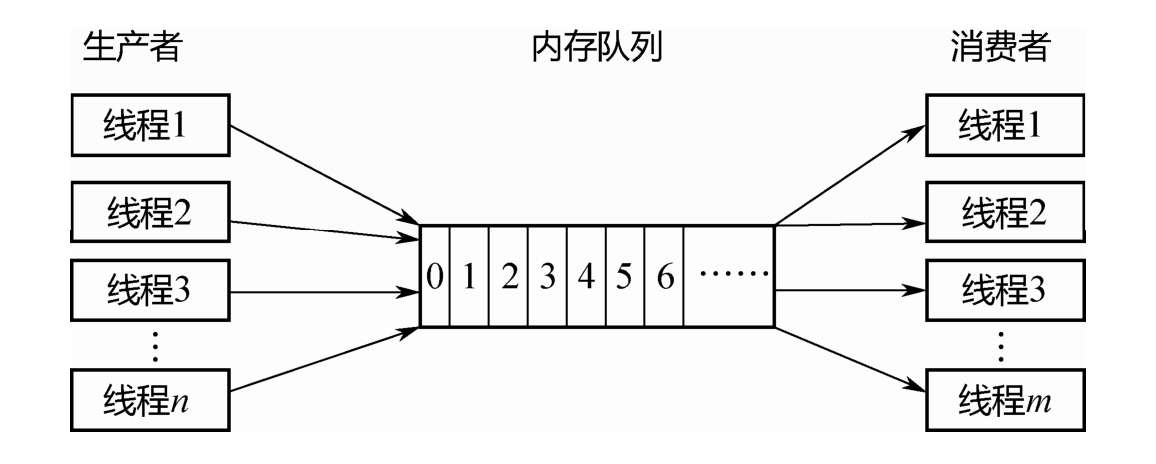 生产者 内存队列 消费者
线程1 线程1
线程2 线程2
0 1 2 3 4 5 6 ······
线程3 线程3
⋮ ⋮
线程n 线程m